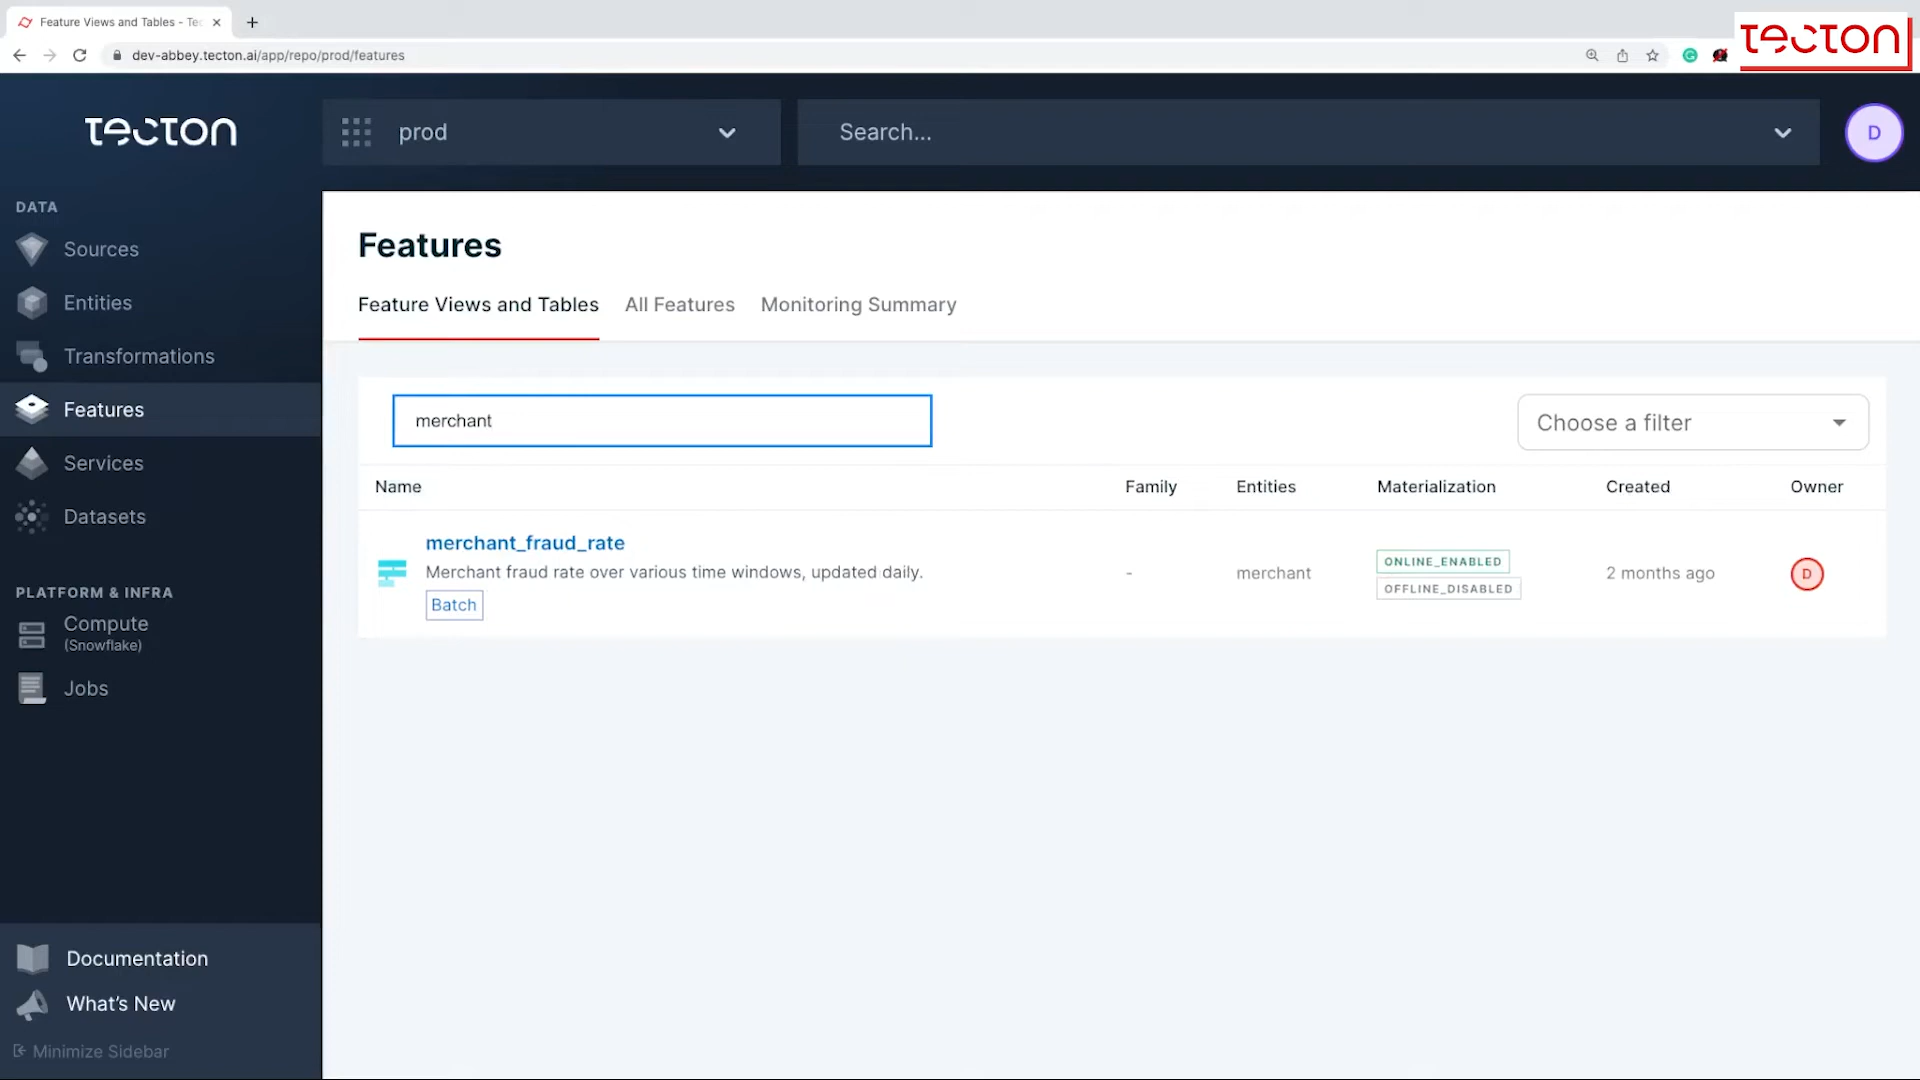 Feature Views and Tables - Tec
dev-abbey.tecton.ai/app/repo/prod/features
tecton
tecton
prod
Search...
D
DATA
Sources
Entities
Transformations
Features
Services
Datasets
PLATFORM & INFRA
Compute
(Snowflake)
Jobs
Documentation
What's New
Minimize Sidebar
Features
Feature Views and Tables
All Features
Monitoring Summary
merchant
Choose a filter
Name
Family
Entities
Materialization
Created
Owner
merchant_fraud_rate
Merchant fraud rate over various time windows, updated daily.
Batch
-
merchant
ONLINE_ENABLED
OFFLINE_DISABLED
2 months ago
D